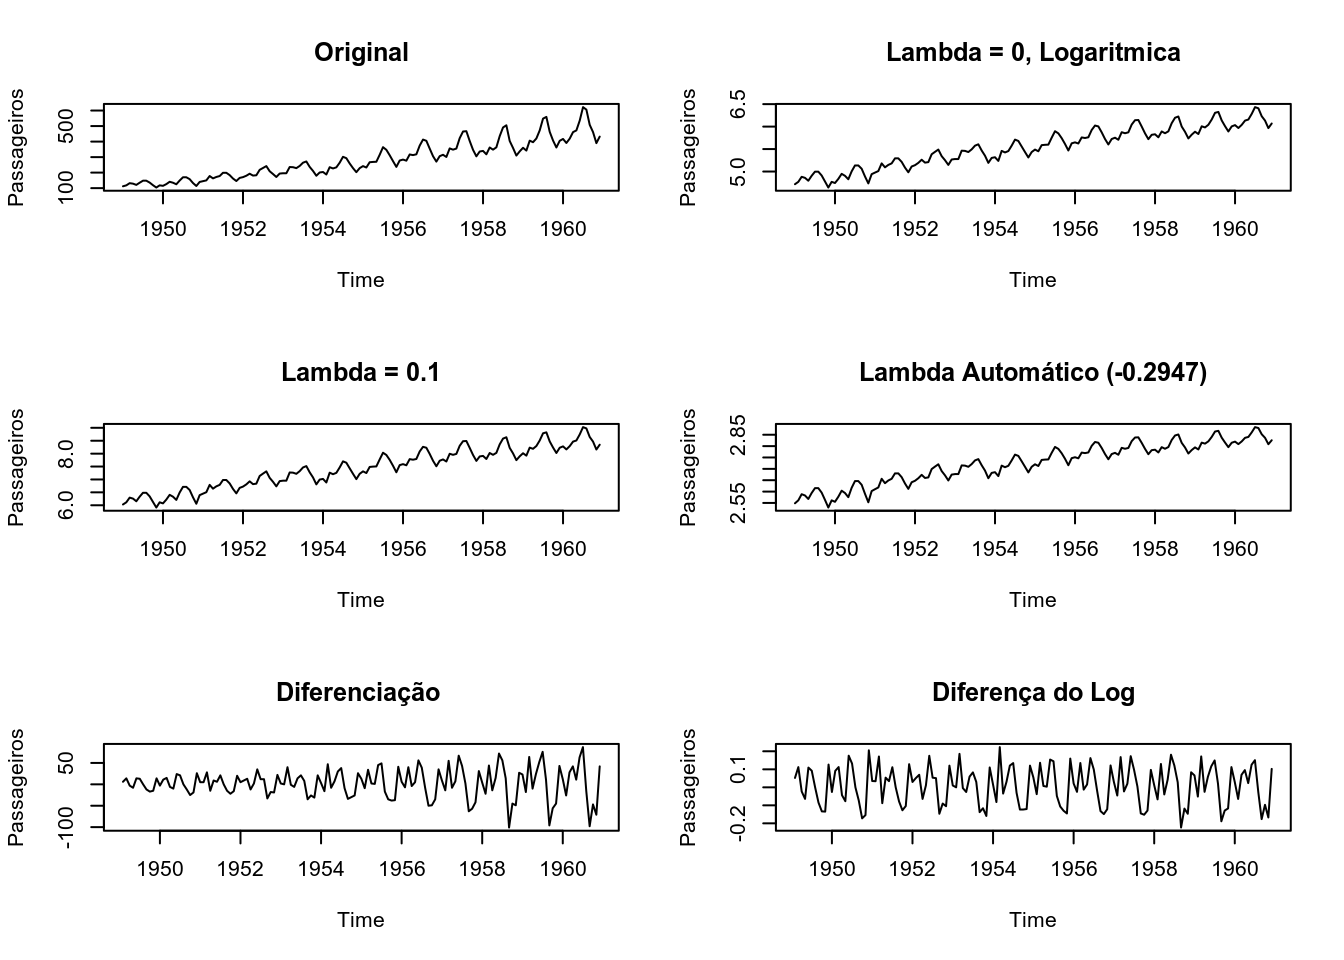 Original
Passageiros
100
500
1950 1952 1954 1956 1958 1960
Time
Lambda = 0, Logaritmica
Passageiros
5.0
6.5
1950 1952 1954 1956 1958 1960
Time
Lambda = 0.1
Passageiros
6.0
8.0
1950 1952 1954 1956 1958 1960
Time
Lambda Automático (-0.2947)
Passageiros
2.55
2.85
1950 1952 1954 1956 1958 1960
Time
Diferenciação
Passageiros
-100
50
1950 1952 1954 1956 1958 1960
Time
Diferença do Log
Passageiros
-0.2
0.1
1950 1952 1954 1956 1958 1960
Time